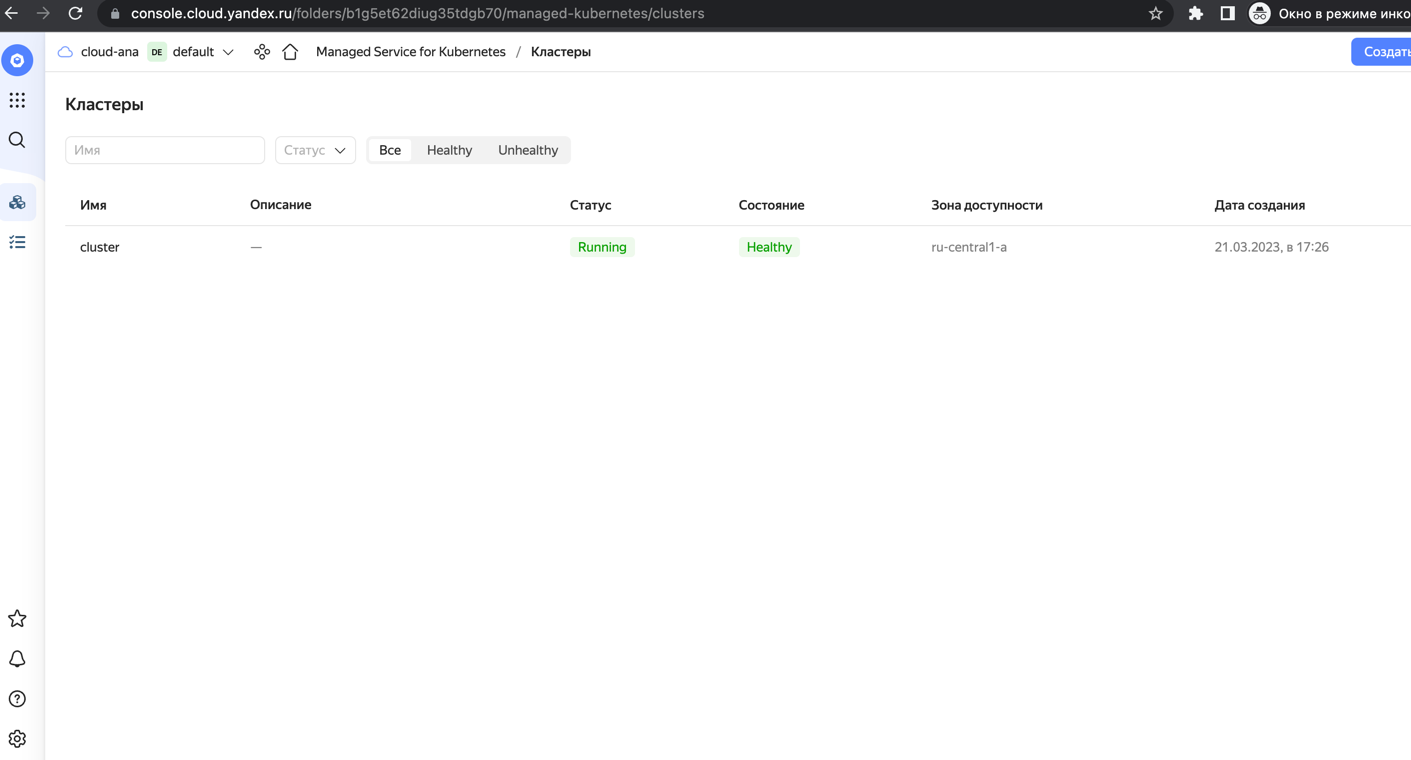 console.cloud.yandex.ru/folders/b1g5et62diug35tdgb70/managed-kubernetes/clusters Окно в режиме инко
cloud-ana DE default Managed Service for Kubernetes / Кластеры Создать
Кластеры
Имя Статус Все Healthy Unhealthy
Имя Описание Статус Состояние Зона доступности Дата создания
cluster — Running Healthy ru-central1-a 21.03.2023, в 17:26